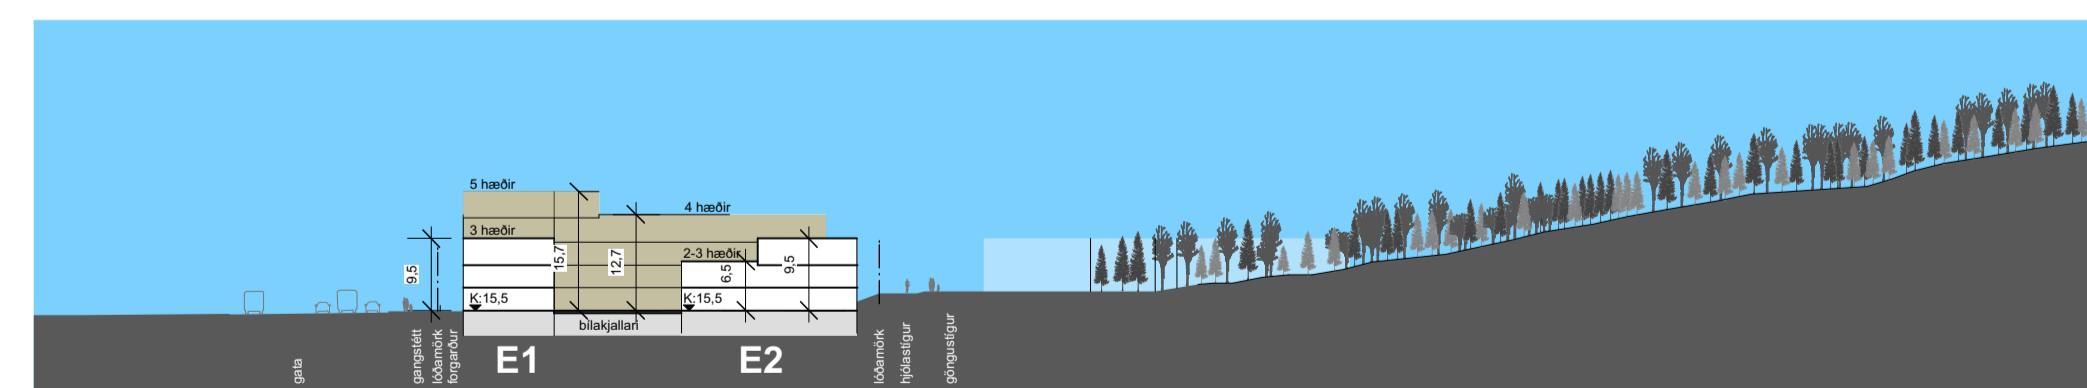 5 hæðir
4 hæðir
3 hæðir
2-3 hæðir
9,5
15,7
12,7
6,5
9,5
K:15,5
K:15,5
bílakjallari
E1
E2
gata
gangstétt
lóðamörk
forgarður
lóðamörk
hjólastígur
göngustígur